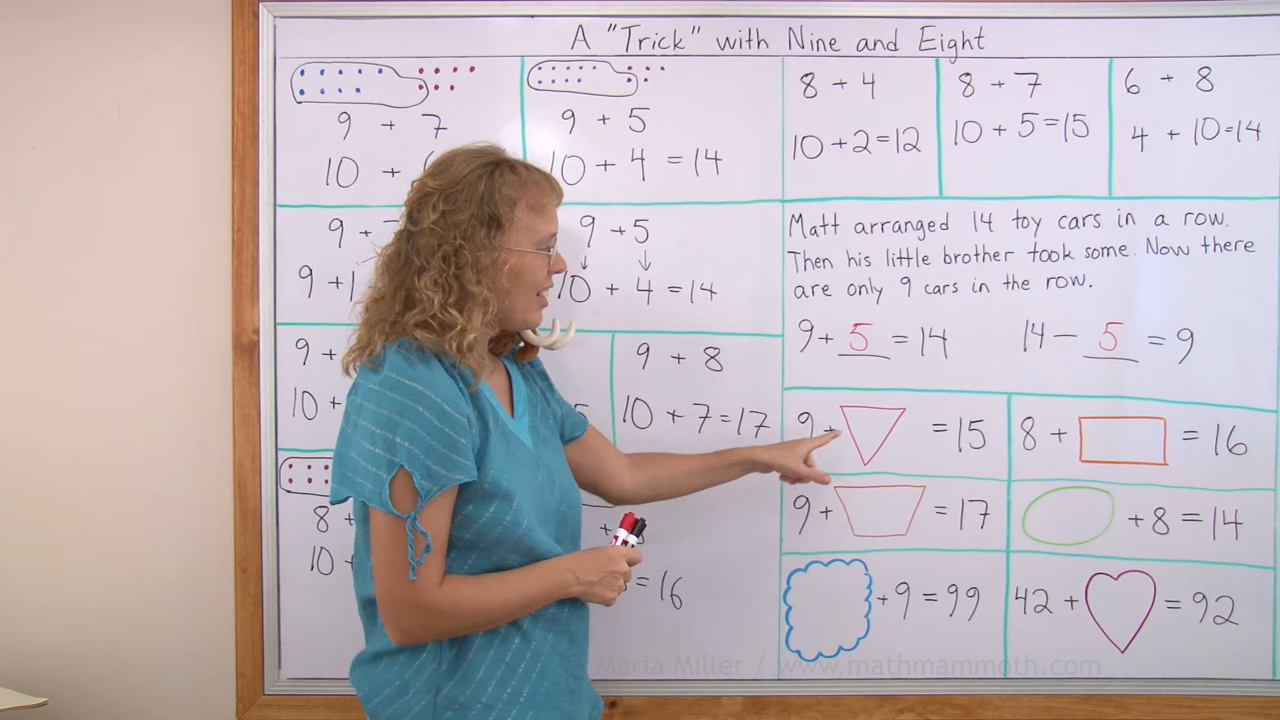 A "Trick" with Nine and Eight
9 + 7
10 +
9 + 5
10 + 4 = 14
8 + 4
10+2=12
8 + 7
10 + 5=15
6 + 8
4 + 10=14
9 +
9 +1
9 +5
10 + 4 =14
Matt arranged 14 toy cars in a row.
Then his little brother took some. Now there
are only 9 cars in the row.
9+ 5 = 14
14 - 5 = 9
9 +
10 +
9 + 8
10 + 7=17
9 + =15
8 + = 16
8 +
10 +
= 16
9 + = 17
+8 = 14
+9 = 99
42 + = 92
Maria Miller / www.mathmammoth.com